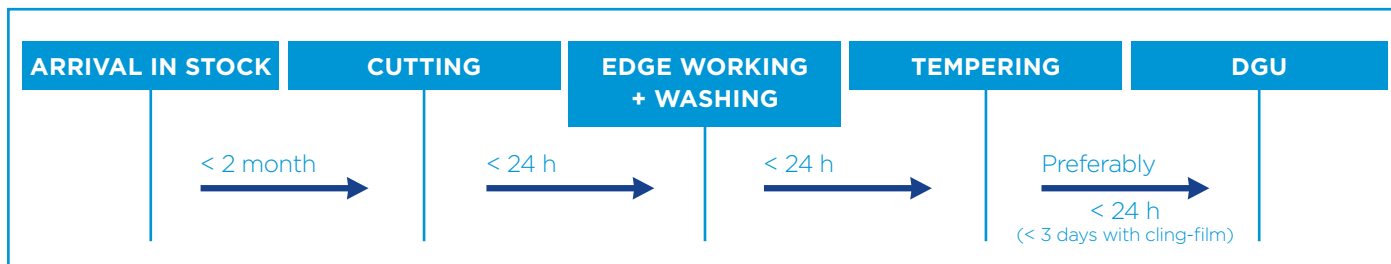 ARRIVAL IN STOCK
CUTTING
EDGE WORKING
+ WASHING
TEMPERING
DGU
< 2 month
< 24 h
< 24 h
Preferably
< 24 h
(< 3 days with cling-film)